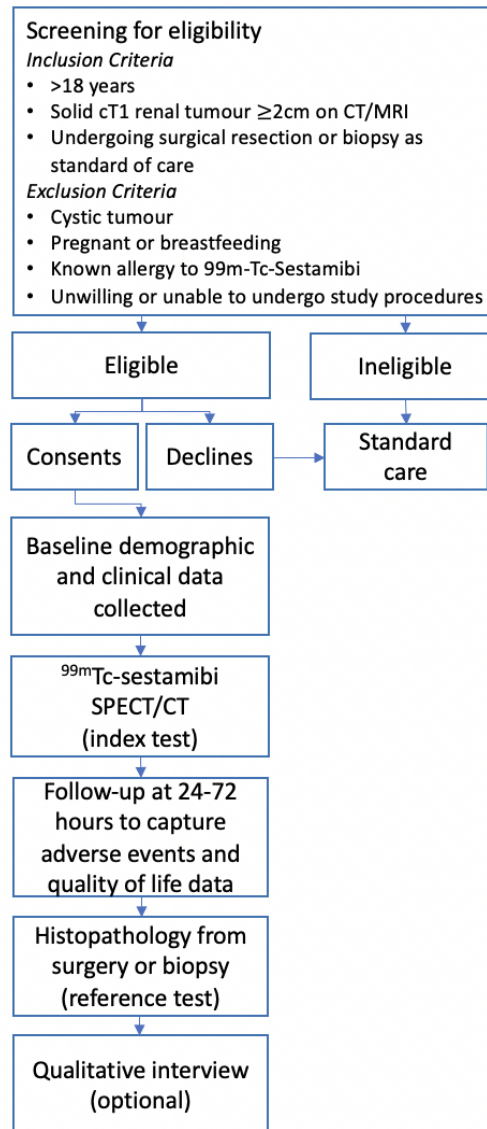 Screening for eligibility
Inclusion Criteria
• >18 years
• Solid cT1 renal tumour ≥2cm on CT/MRI
• Undergoing surgical resection or biopsy as
standard of care
Exclusion Criteria
• Cystic tumour
• Pregnant or breastfeeding
• Known allergy to 99m-Tc-Sestamibi
• Unwilling or unable to undergo study procedures
Eligible
Ineligible
Consents
Declines
Standard
care
Baseline demographic
and clinical data
collected
⁹⁹ᵐTc-sestamibi
SPECT/CT
(index test)
Follow-up at 24-72
hours to capture
adverse events and
quality of life data
Histopathology from
surgery or biopsy
(reference test)
Qualitative interview
(optional)